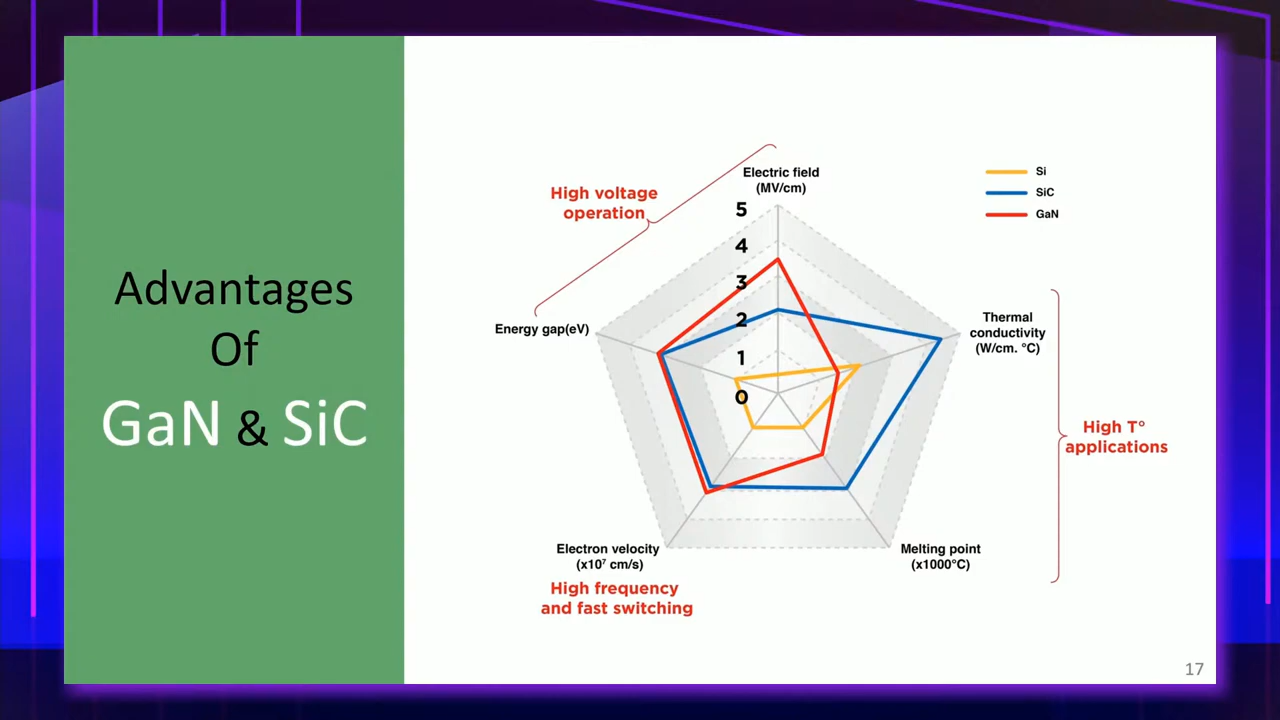 Advantages
Of
GaN & SiC
High voltage
operation
Electric field
(MV/cm)
5
4
3
2
1
0
Si
SiC
GaN
Energy gap(eV)
Thermal
conductivity
(W/cm. °C)
High T°
applications
Electron velocity
(x10⁷ cm/s)
High frequency
and fast switching
Melting point
(x1000°C)
17